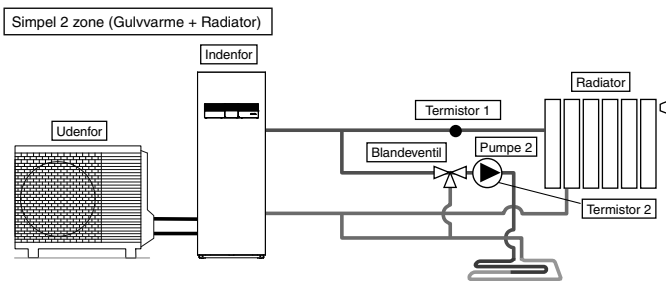 Simpel 2 zone (Gulvvarme + Radiator)
Indenfor
Udenfor
Termistor 1
Radiator
Blandeventil
Pumpe 2
Termistor 2